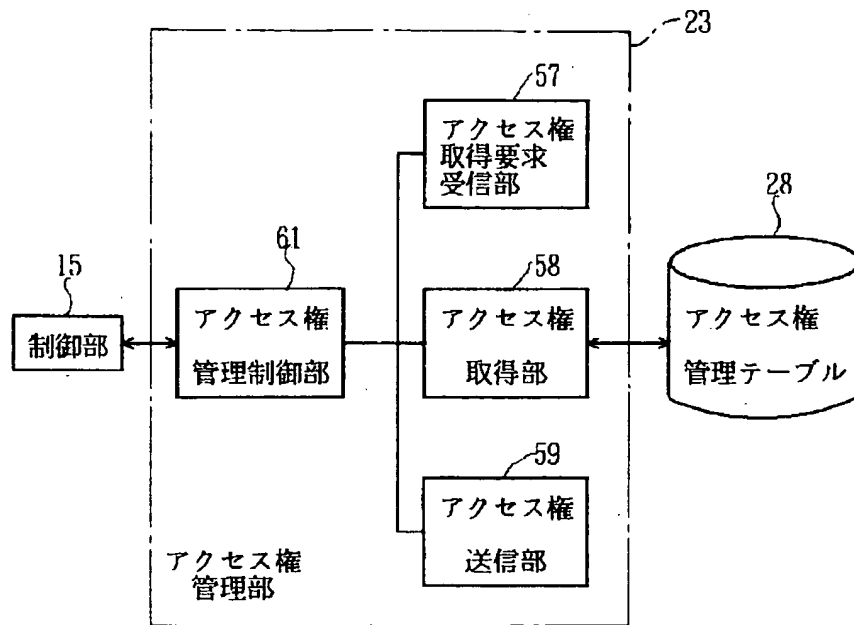 23
57
アクセス権
取得要求
受信部
28
アクセス権
管理テーブル
61
アクセス権
管理制御部
15
制御部
58
アクセス権
取得部
59
アクセス権
送信部
アクセス権
管理部